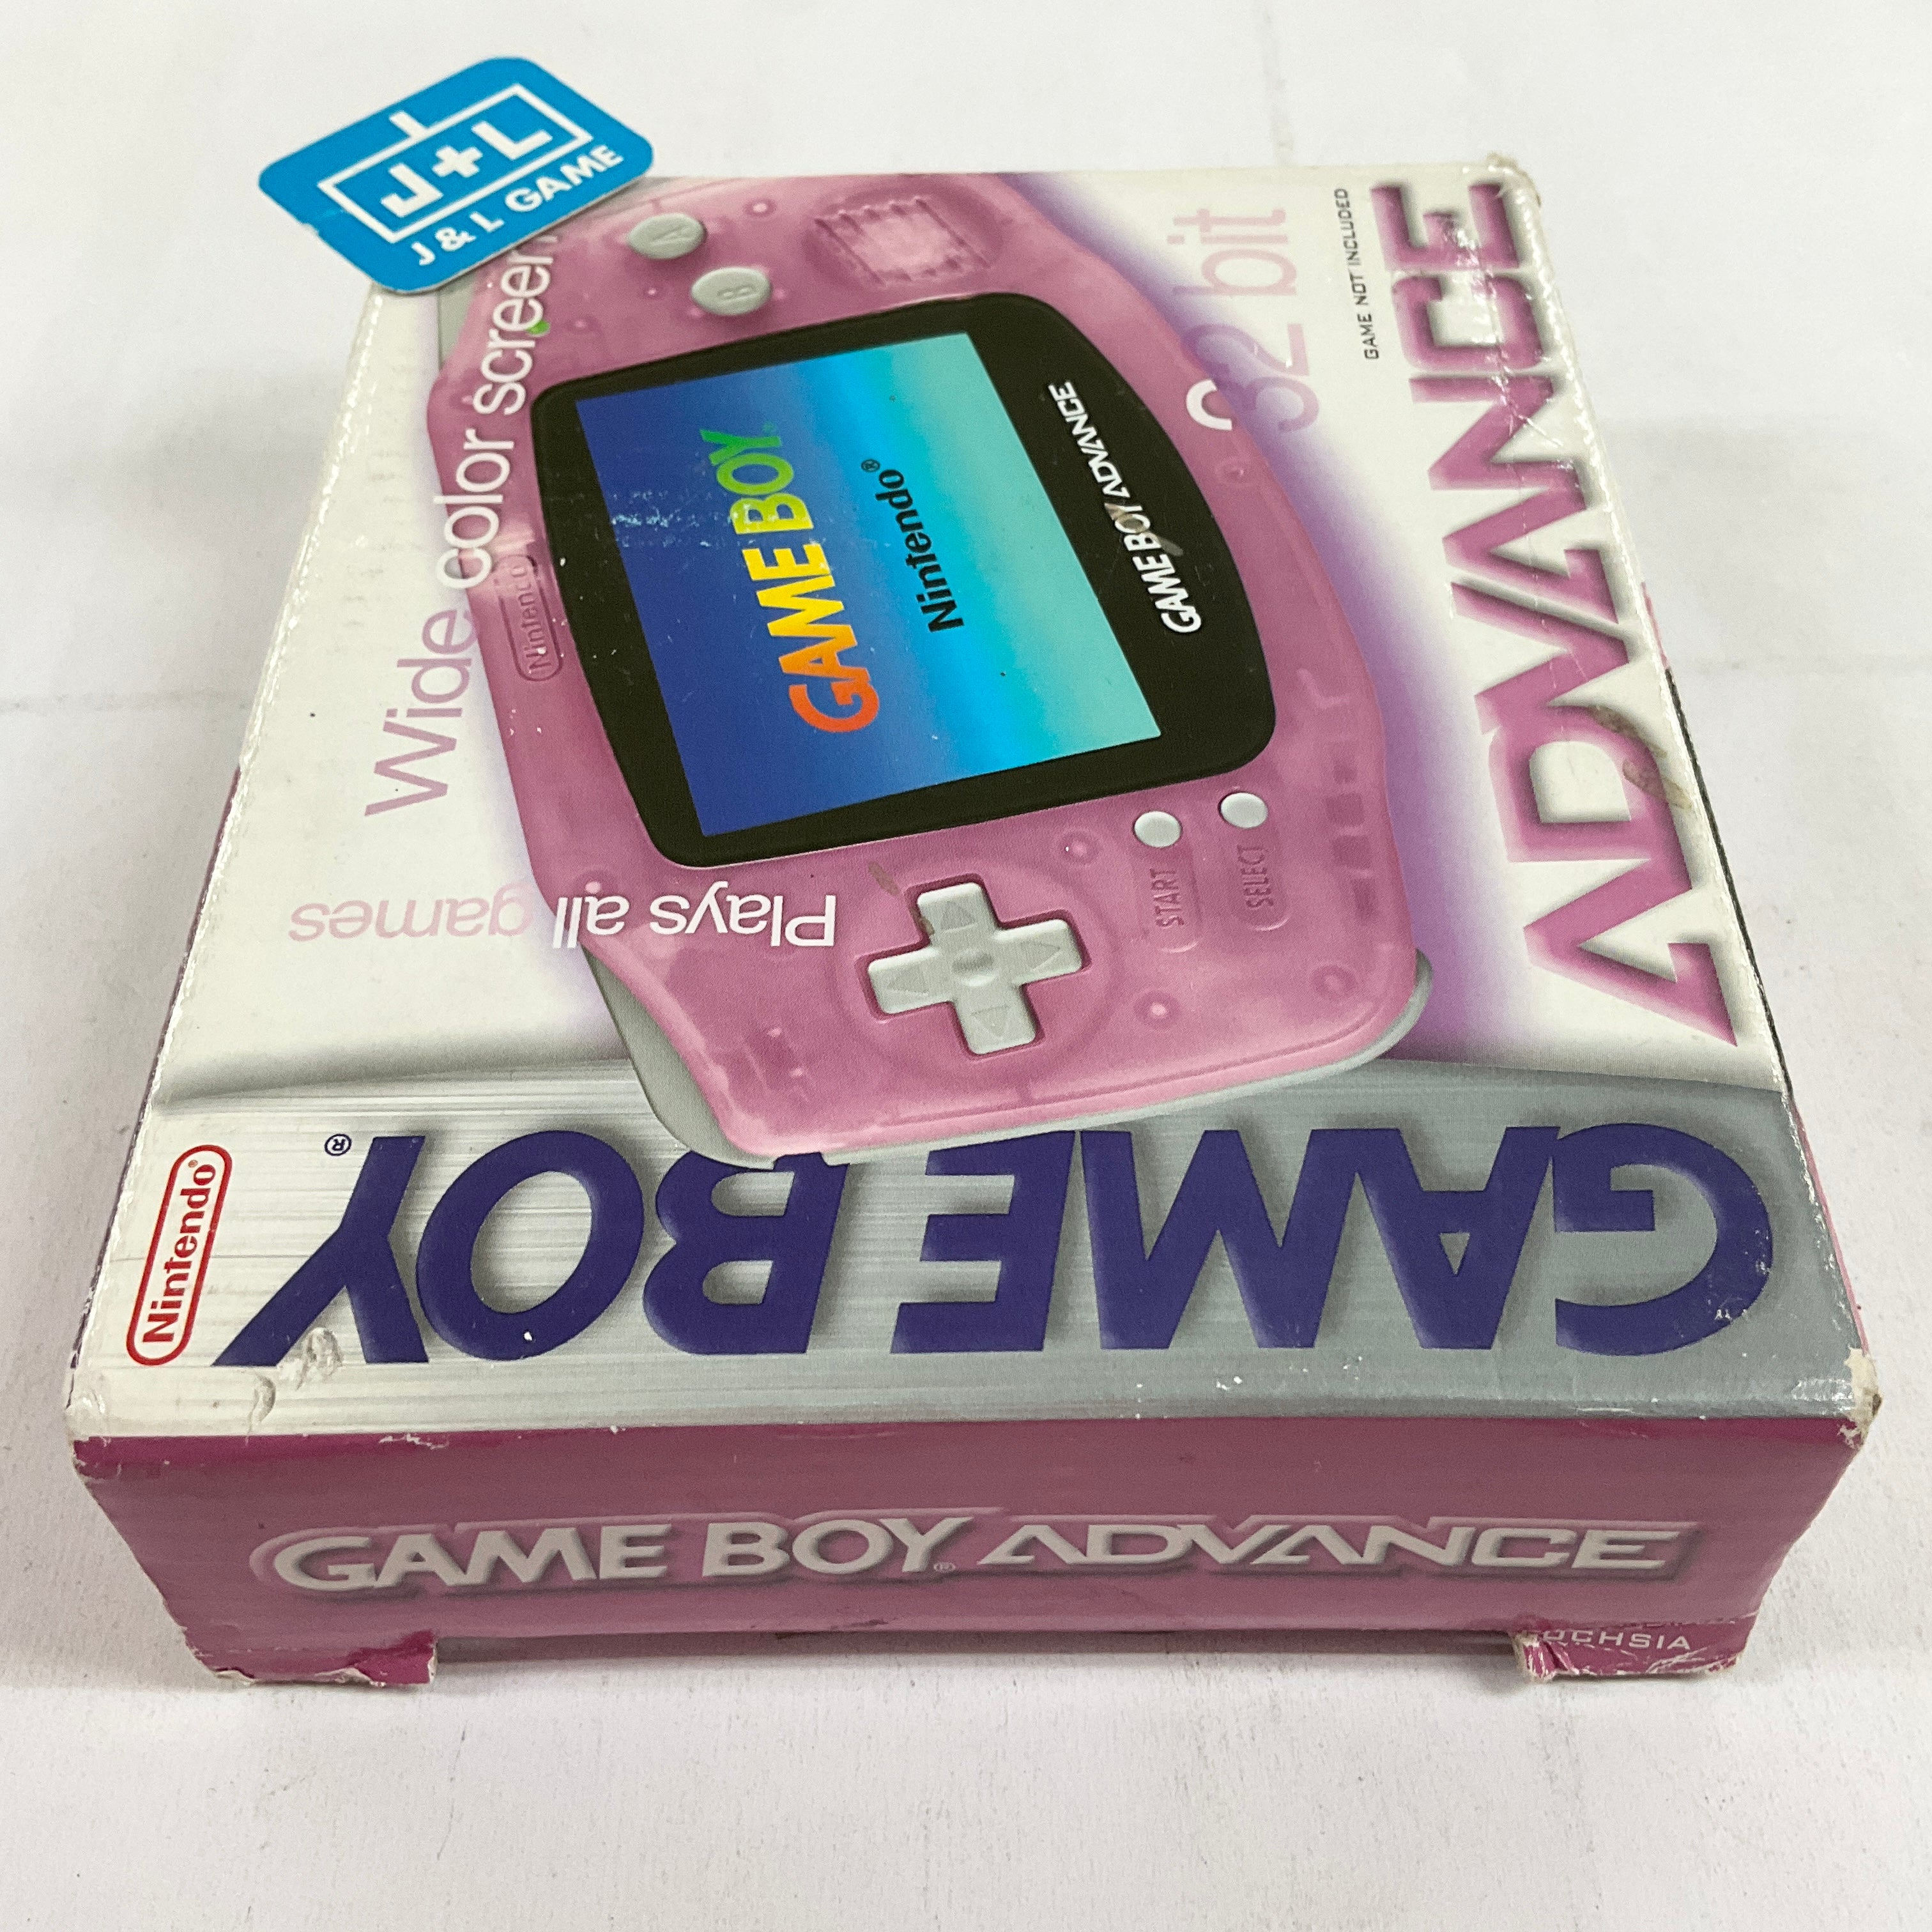 J+L
J & L GAME
Wide color screen
32 bit
GAME NOT INCLUDED
ADVANCE
A
B
Nintendo
GAME BOY
Nintendo®
GAME BOY ADVANCE
START
SELECT
Plays all games
Nintendo®
GAME BOY®
GAME BOY® ADVANCE
FUCHSIA